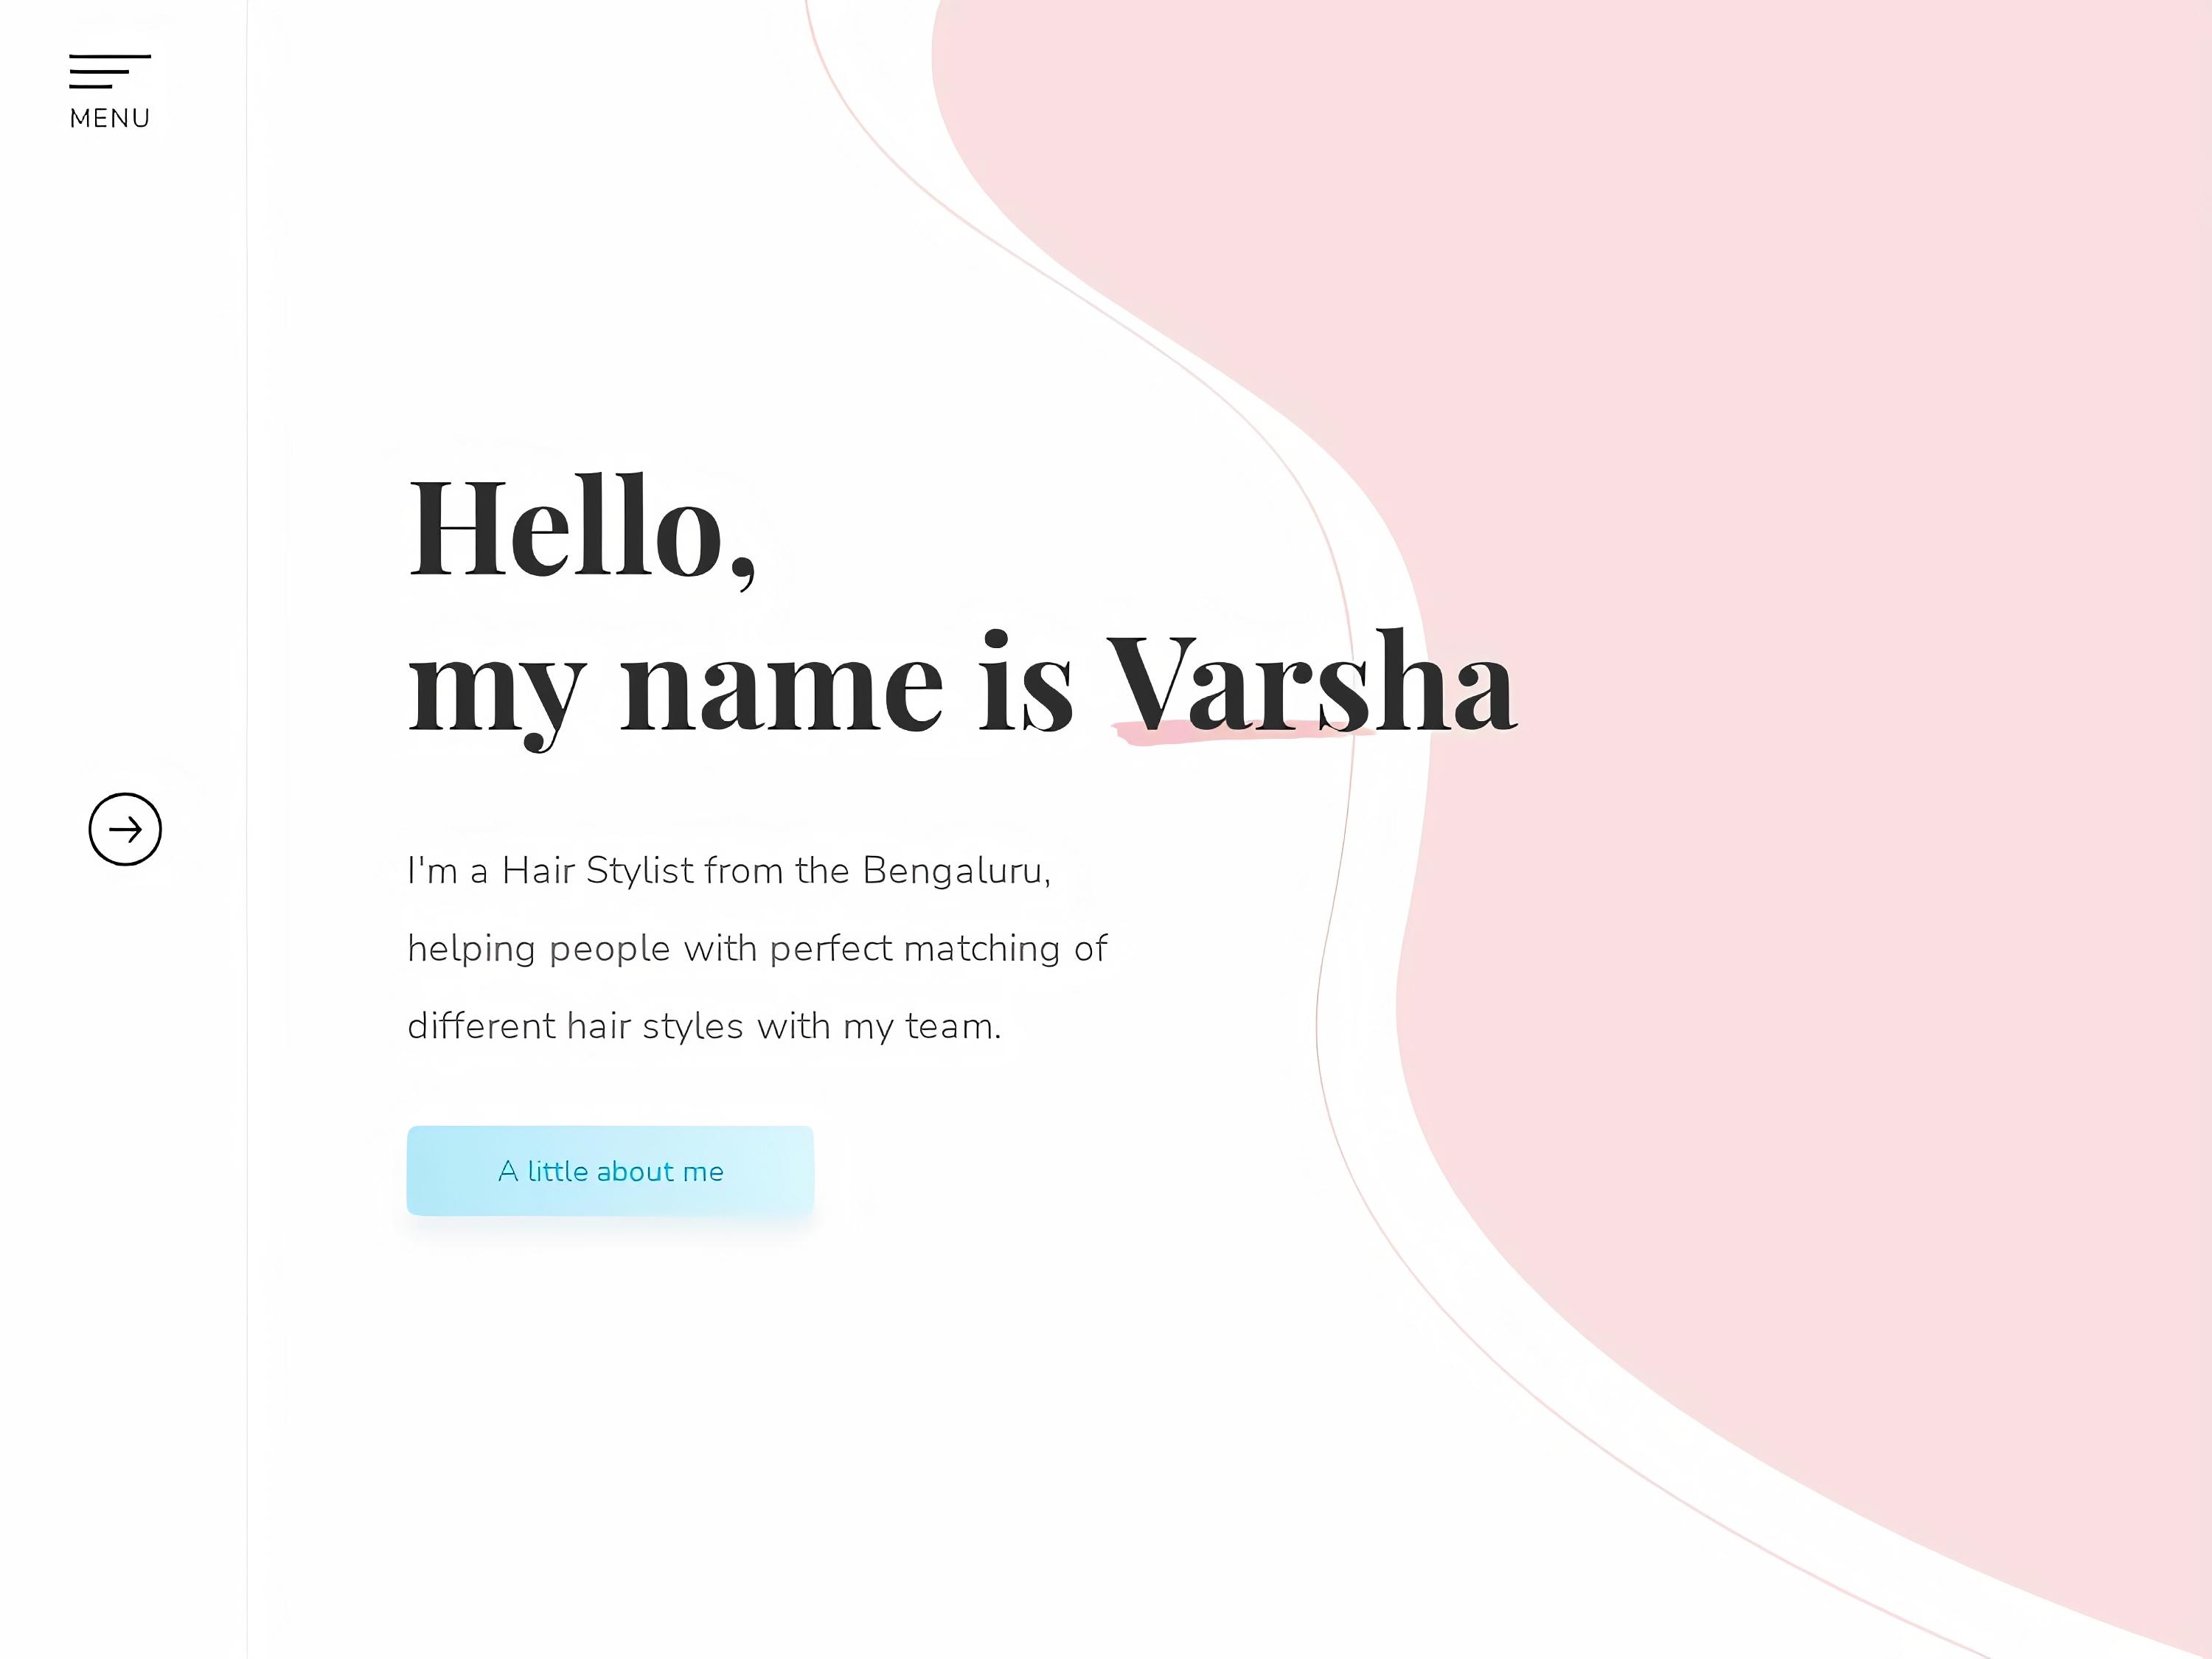 MENU
Hello,
my name is Varsha
I'm a Hair Stylist from the Bengaluru,
helping people with perfect matching of
different hair styles with my team.
A little about me